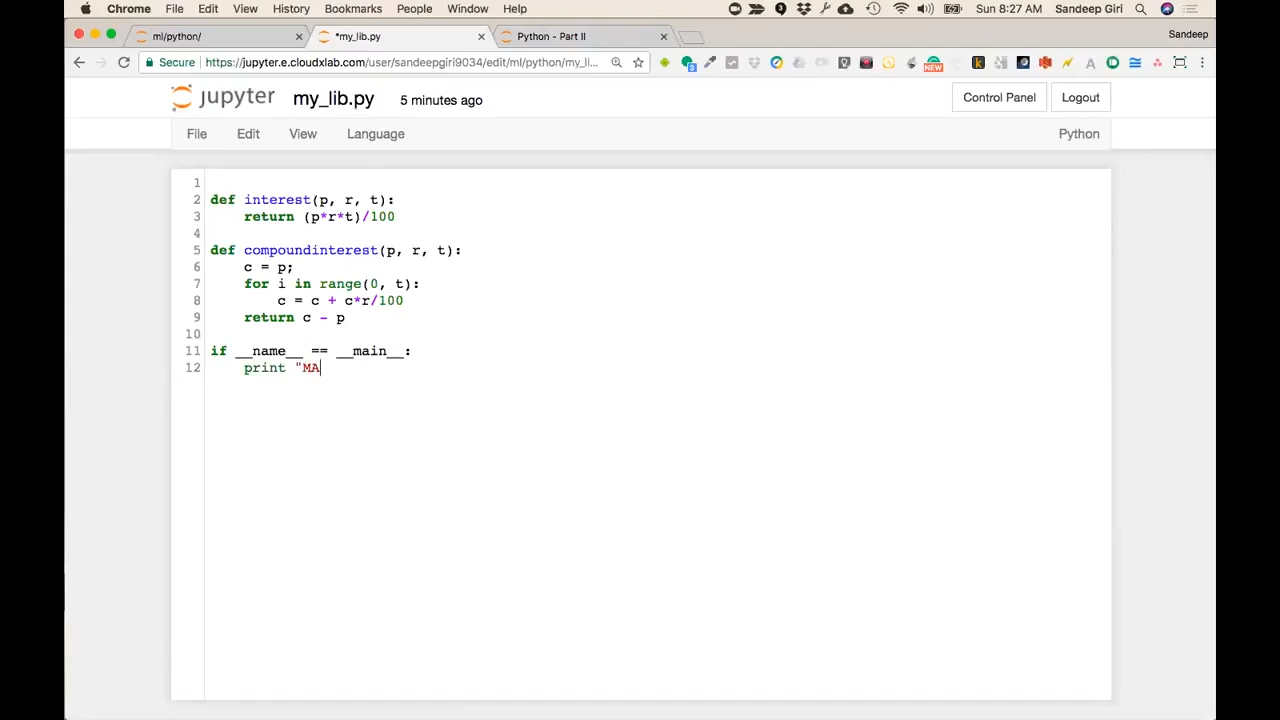 Chrome File Edit View History Bookmarks People Window Help 3 Sun 8:27 AM Sandeep Giri
ml/python/ *my_lib.py Python - Part II Sandeep
Secure https://jupyter.e.cloudxlab.com/user/sandeepgiri9034/edit/ml/python/my_li...
jupyter my_lib.py 5 minutes ago Control Panel Logout
File Edit View Language Python
1
2 def interest(p, r, t):
3 return (p*r*t)/100
4
5 def compoundinterest(p, r, t):
6 c = p;
7 for i in range(0, t):
8 c = c + c*r/100
9 return c - p
10
11 if __name__ == __main__:
12 print "MA